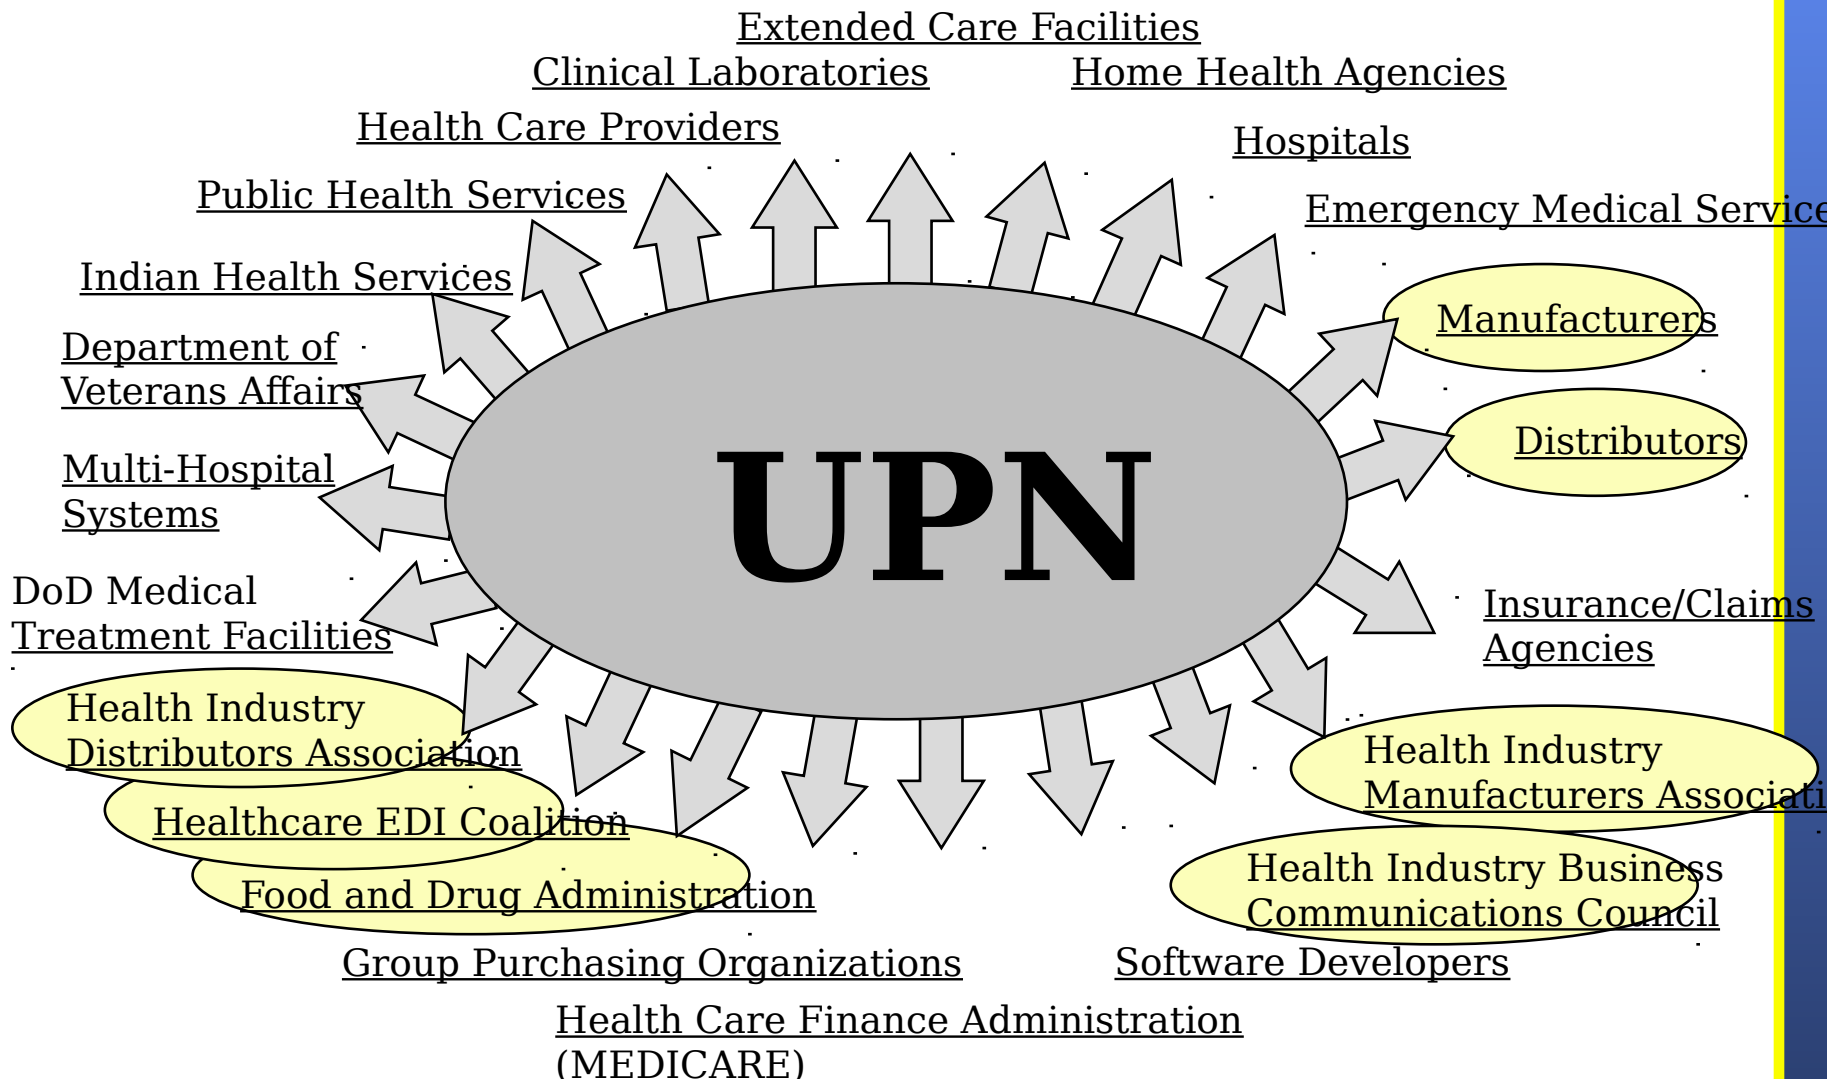 Extended Care Facilities
Clinical Laboratories
Home Health Agencies
Health Care Providers
Hospitals
Public Health Services
Emergency Medical Service
Indian Health Services
Manufacturers
Department of
Veterans Affairs
Distributors
Multi-Hospital
Systems
UPN
DoD Medical
Treatment Facilities
Insurance/Claims
Agencies
Health Industry
Distributors Association
Health Industry
Manufacturers Associati
Healthcare EDI Coalition
Health Industry Business
Communications Council
Food and Drug Administration
Group Purchasing Organizations
Software Developers
Health Care Finance Administration
(MEDICARE)